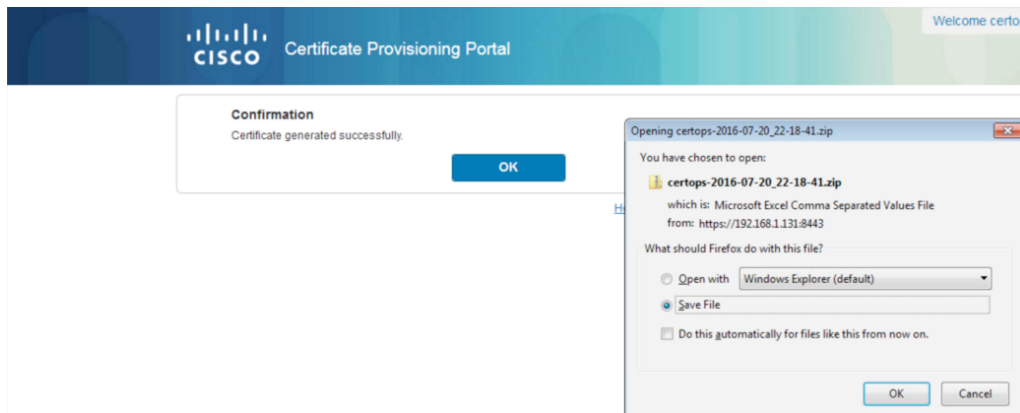 Welcome certo
CISCO
Certificate Provisioning Portal
Confirmation
Certificate generated successfully.
OK
Opening certops-2016-07-20_22-18-41.zip
You have chosen to open:
certops-2016-07-20_22-18-41.zip
which is: Microsoft Excel Comma Separated Values File
from: https://192.168.1.131:8443
What should Firefox do with this file?
Open with Windows Explorer (default)
Save File
Do this automatically for files like this from now on.
OK Cancel